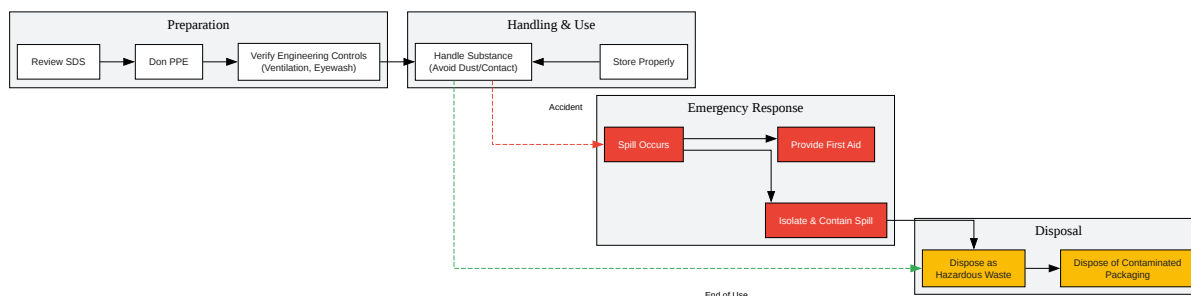 Preparation
Handling & Use
Review SDS
Don PPE
Verify Engineering Controls
(Ventilation, Eyewash)
Handle Substance
(Avoid Dust/Contact)
Store Properly
Accident
Emergency Response
Spill Occurs
Provide First Aid
Isolate & Contain Spill
Disposal
Dispose as
Hazardous Waste
Dispose of Contaminated
Packaging
End of Use